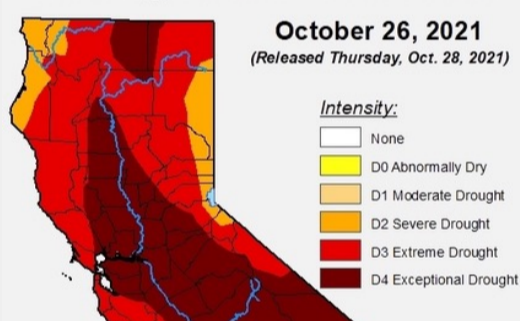 October 26, 2021
(Released Thursday, Oct. 28, 2021)
Intensity:
None
D0 Abnormally Dry
D1 Moderate Drought
D2 Severe Drought
D3 Extreme Drought
D4 Exceptional Drought